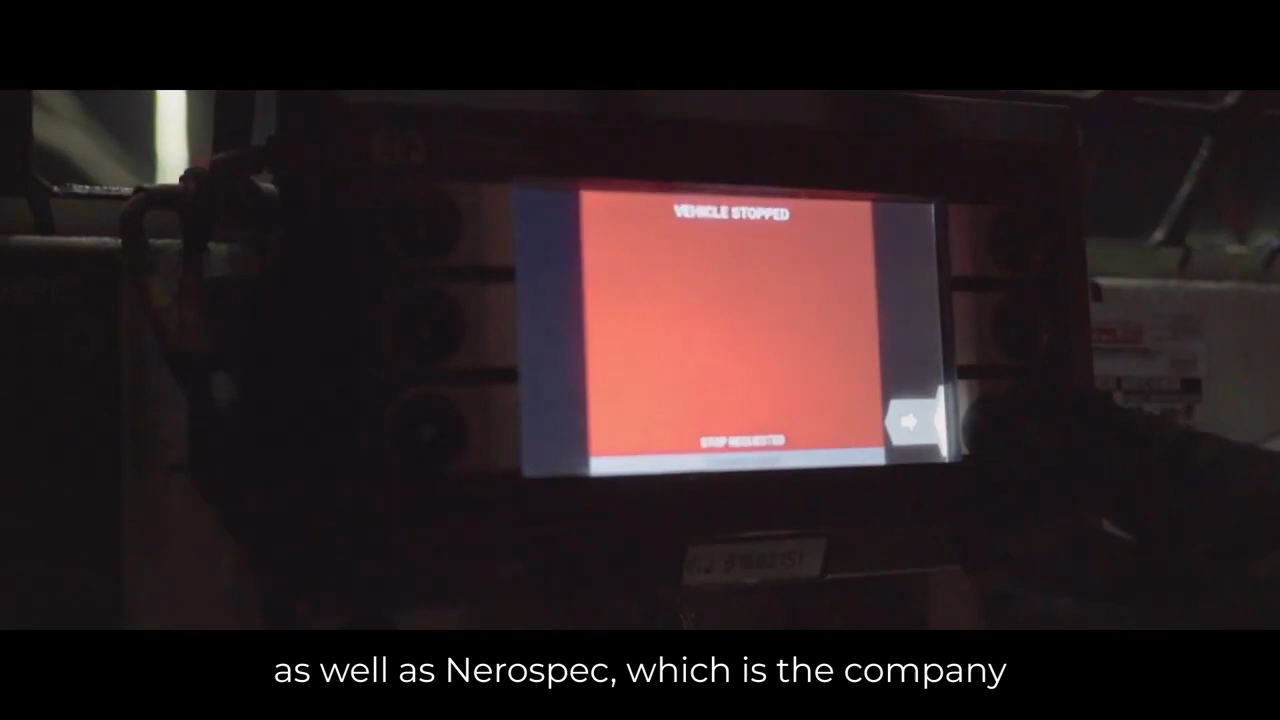 VEHICLE STOPPED
STOP REQUESTED
as well as Nerospec, which is the company